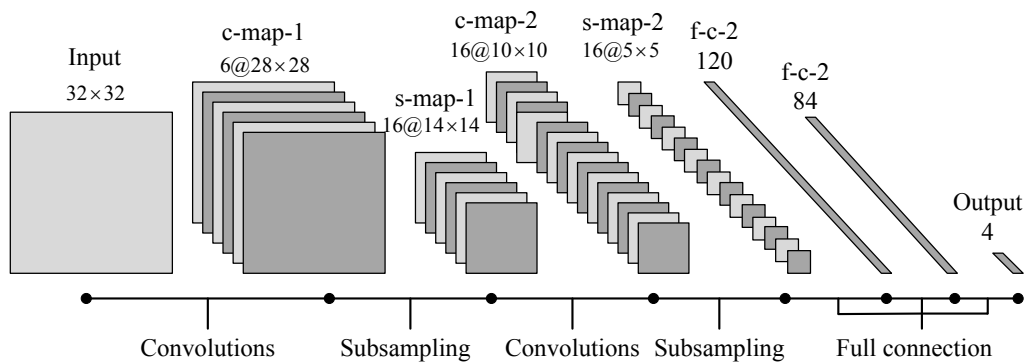 Input
32×32
c-map-1
6@28×28
s-map-1
16@14×14
c-map-2
16@10×10
s-map-2
16@5×5
f-c-2
120
f-c-2
84
Output
4
Convolutions
Subsampling
Convolutions
Subsampling
Full connection